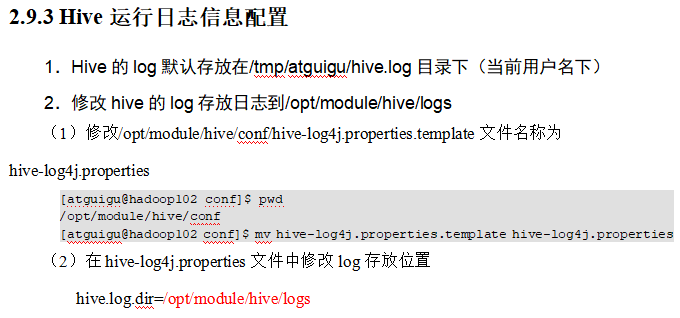 2.9.3 Hive 运行日志信息配置
1．Hive 的 log 默认存放在/tmp/atguigu/hive.log 目录下（当前用户名下）
2．修改 hive 的 log 存放日志到/opt/module/hive/logs
（1）修改/opt/module/hive/conf/hive-log4j.properties.template 文件名称为
hive-log4j.properties
[atguigu@hadoop102 conf]$ pwd
/opt/module/hive/conf
[atguigu@hadoop102 conf]$ mv hive-log4j.properties.template hive-log4j.properties
（2）在 hive-log4j.properties 文件中修改 log 存放位置
hive.log.dir=/opt/module/hive/logs